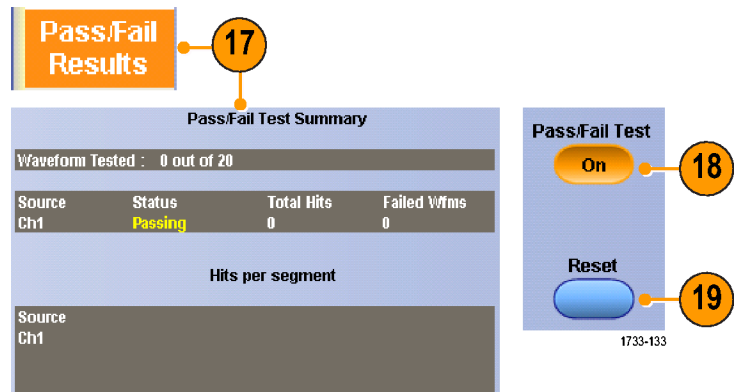 Pass/Fail
Results
17
Pass/Fail Test Summary
Waveform Tested : 0 out of 20
Source Status Total Hits Failed Wfms
Ch1 Passing 0 0
Hits per segment
Source
Ch1
Pass/Fail Test
On
18
Reset
19
1733-133